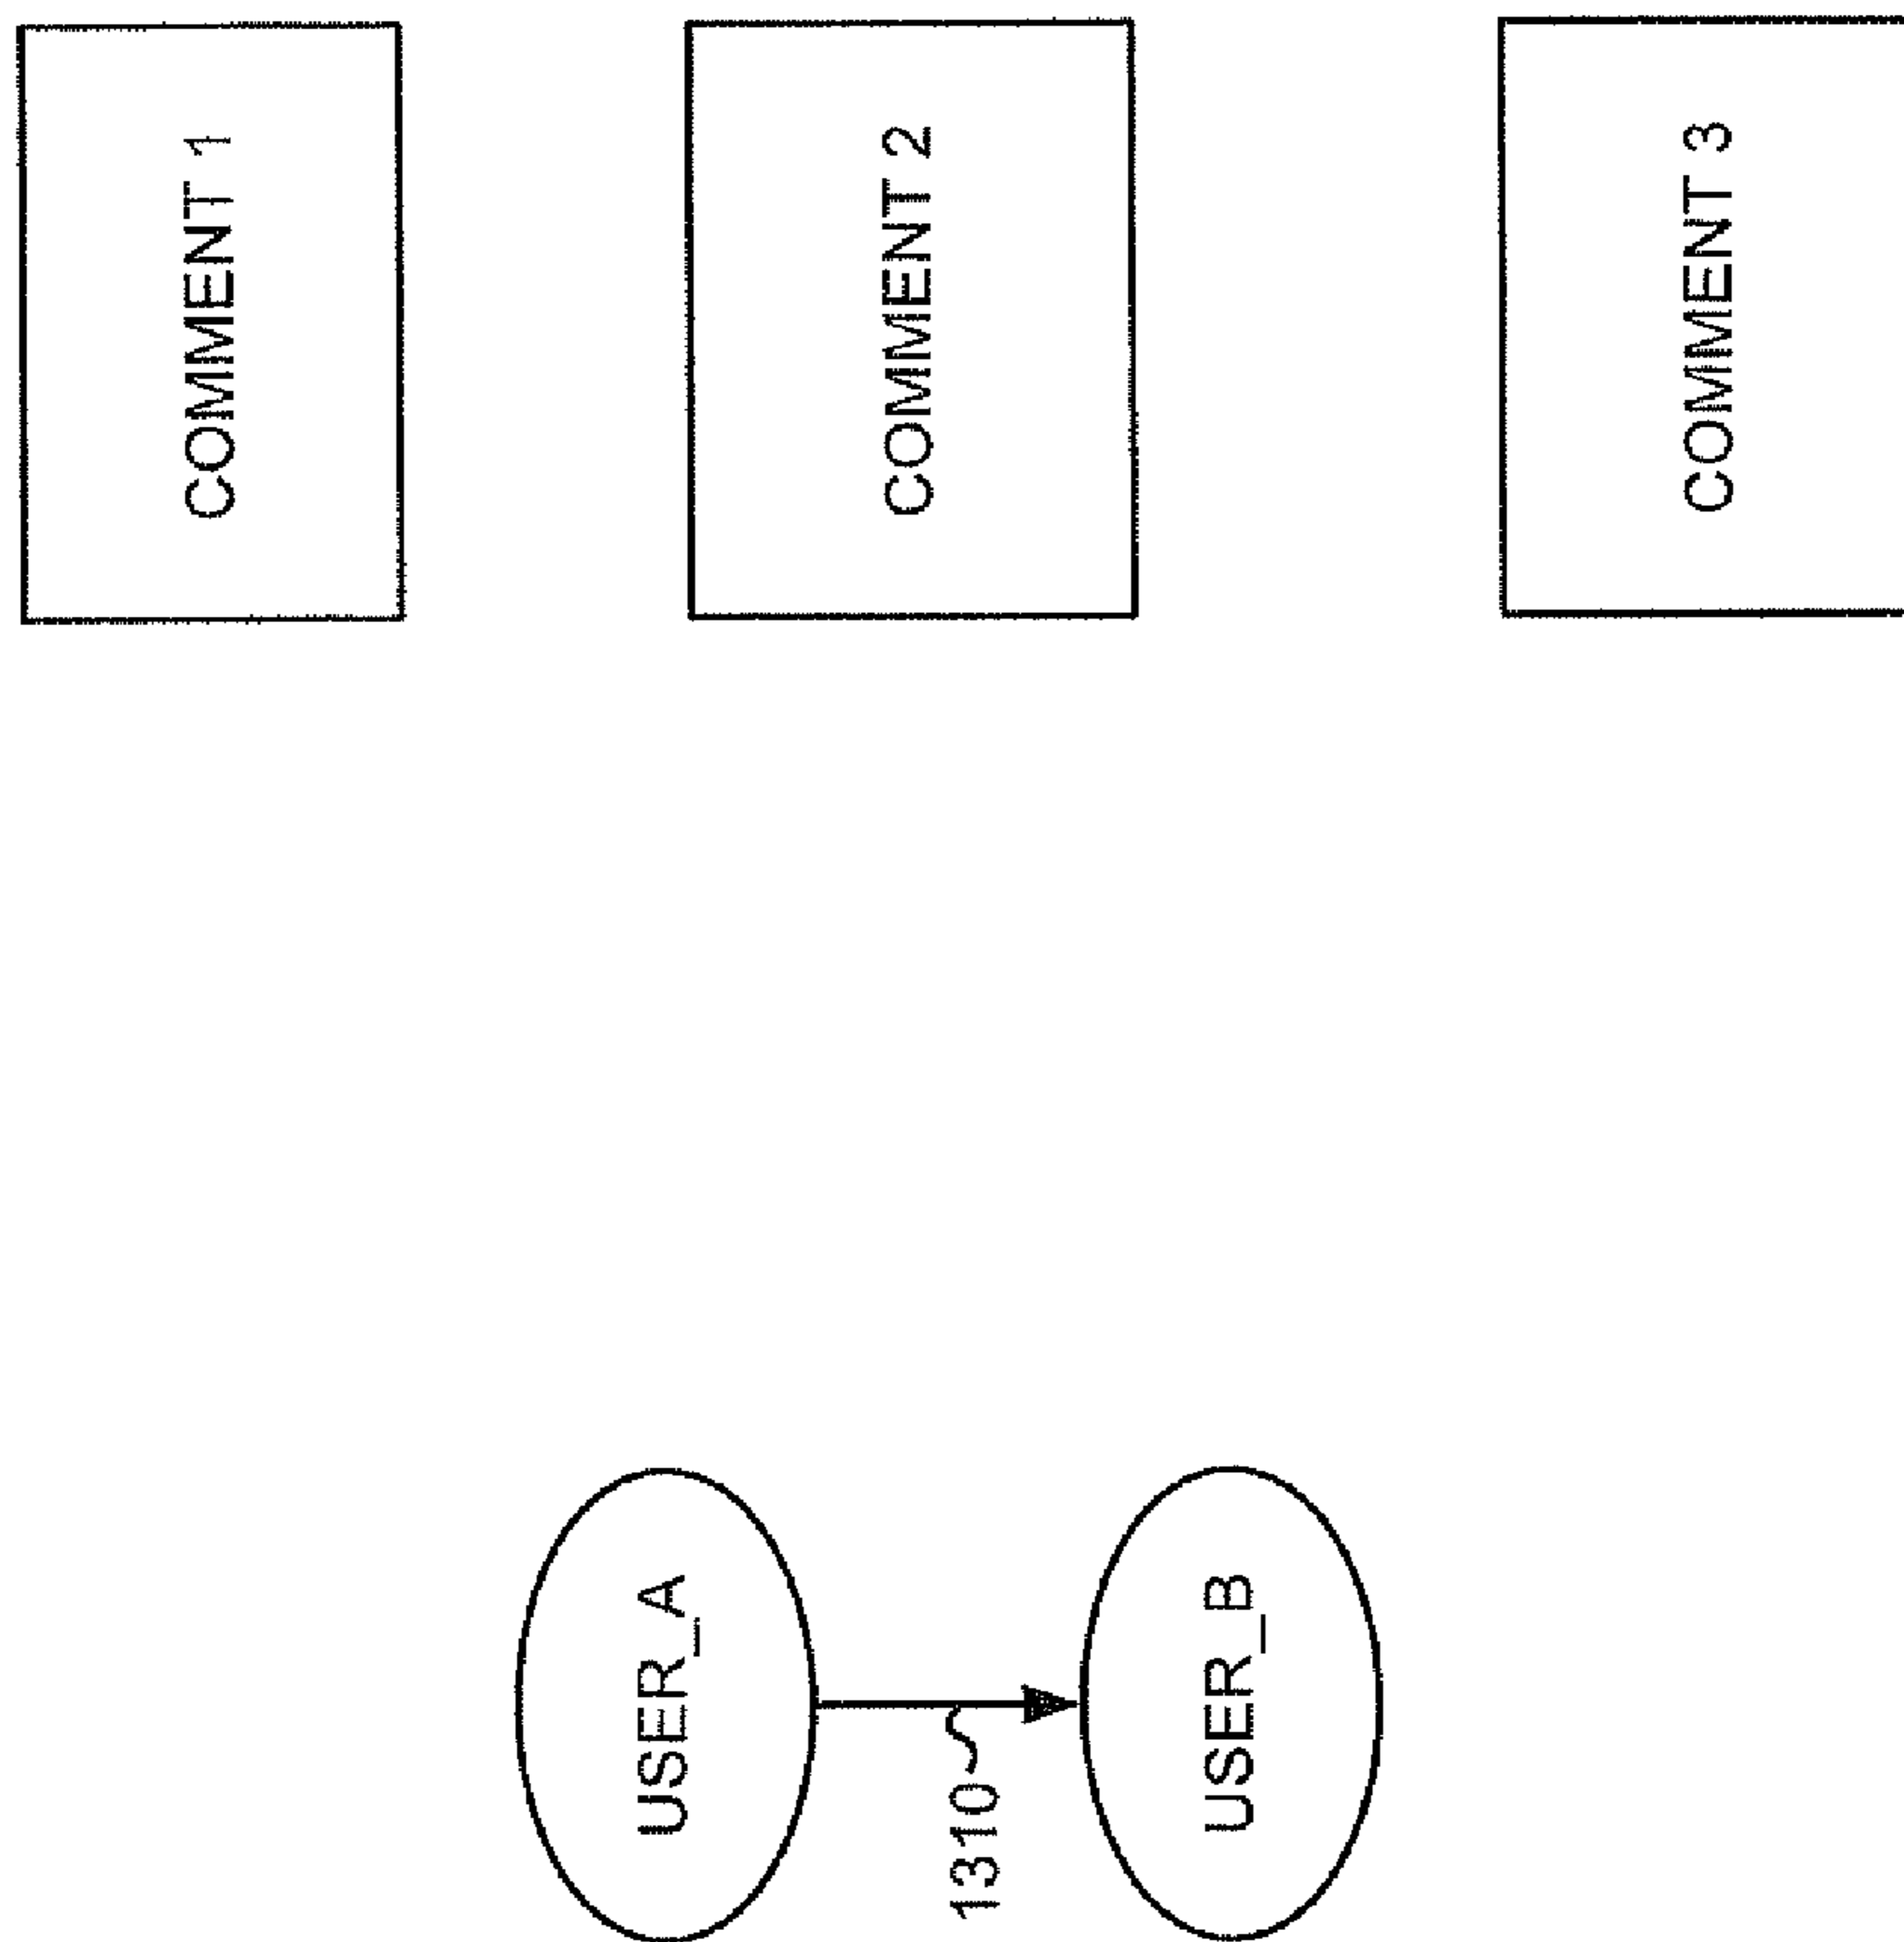 COMMENT 1
COMMENT 2
COMMENT 3
USER_A
1310
USER_B